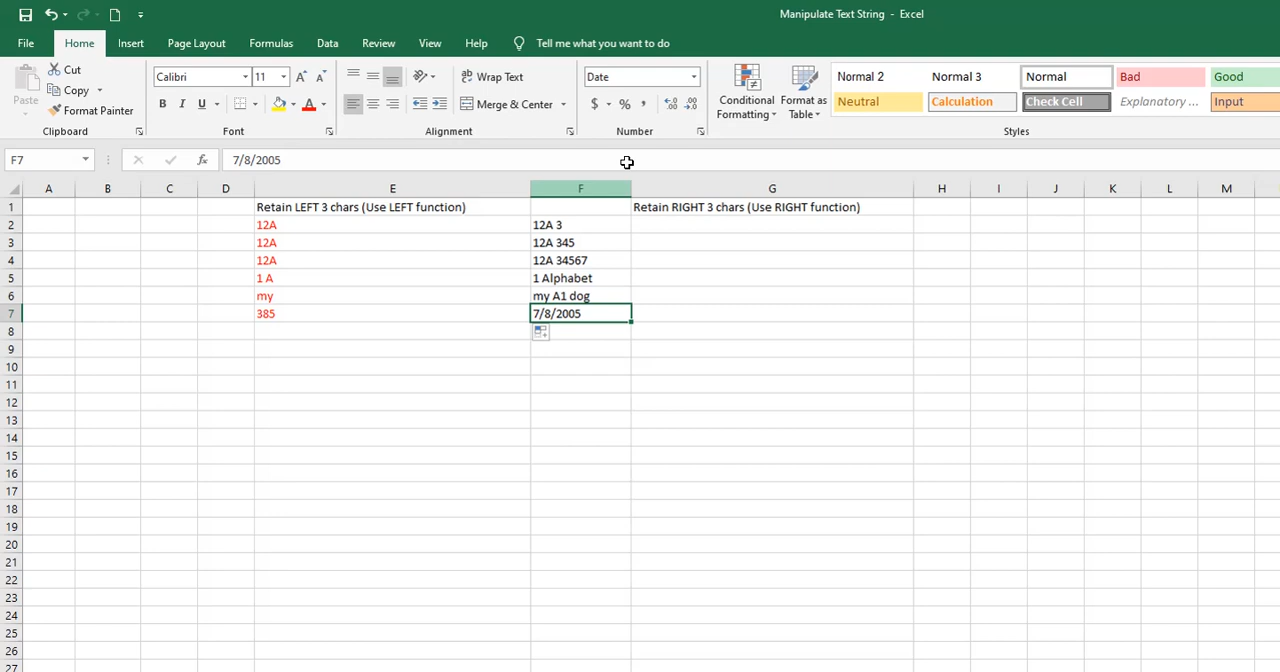 Manipulate Text String - Excel
File Home Insert Page Layout Formulas Data Review View Help Tell me what you want to do
Paste
Cut
Copy
Format Painter
Clipboard
Calibri 11 A A
B I U A
Font
ab Wrap Text
Merge & Center
Alignment
Date
$ % ,
Number
Conditional Formatting
Format as Table
Normal 2 Normal 3 Normal Bad Good
Neutral Calculation Check Cell Explanatory ... Input
Styles
F7 fx 7/8/2005
A B C D E F G H I J K L M
1 Retain LEFT 3 chars (Use LEFT function) Retain RIGHT 3 chars (Use RIGHT function)
2 12A 12A 3
3 12A 12A 345
4 12A 12A 34567
5 1 A 1 Alphabet
6 my my A1 dog
7 385 7/8/2005
8
9
10
11
12
13
14
15
16
17
18
19
20
21
22
23
24
25
26
27